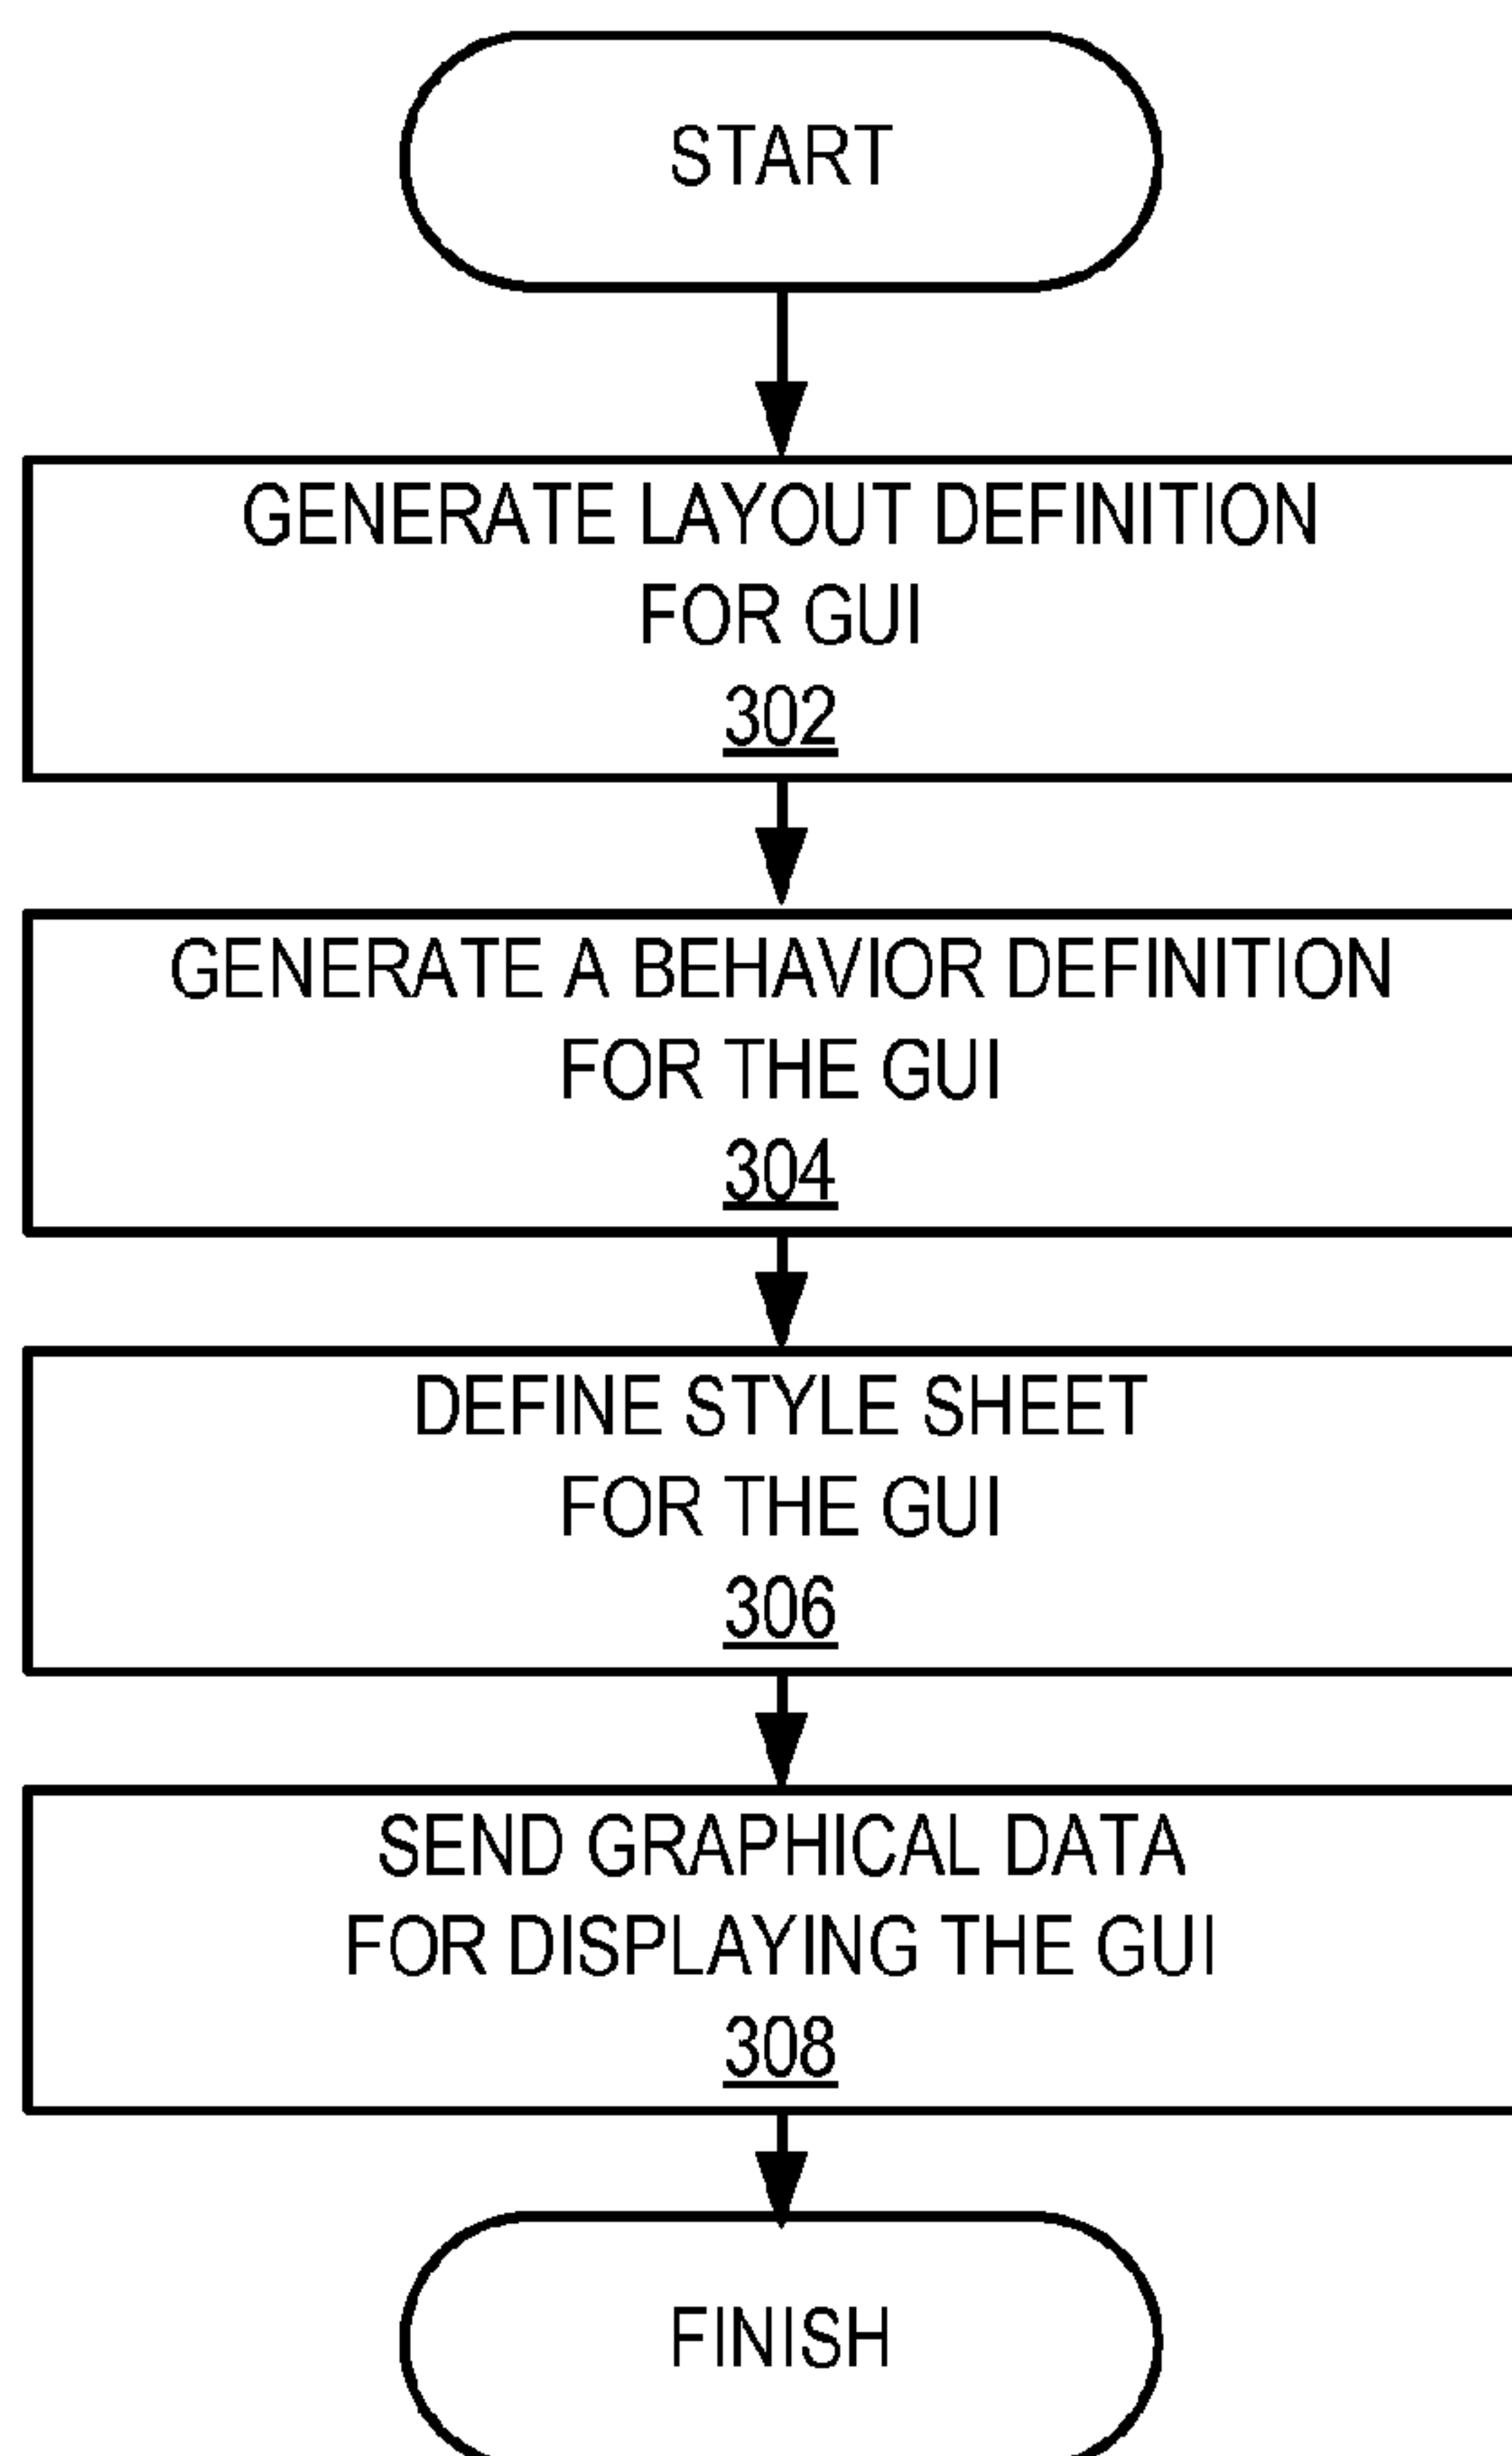 START
GENERATE LAYOUT DEFINITION
FOR GUI
302
GENERATE A BEHAVIOR DEFINITION
FOR THE GUI
304
DEFINE STYLE SHEET
FOR THE GUI
306
SEND GRAPHICAL DATA
FOR DISPLAYING THE GUI
308
FINISH